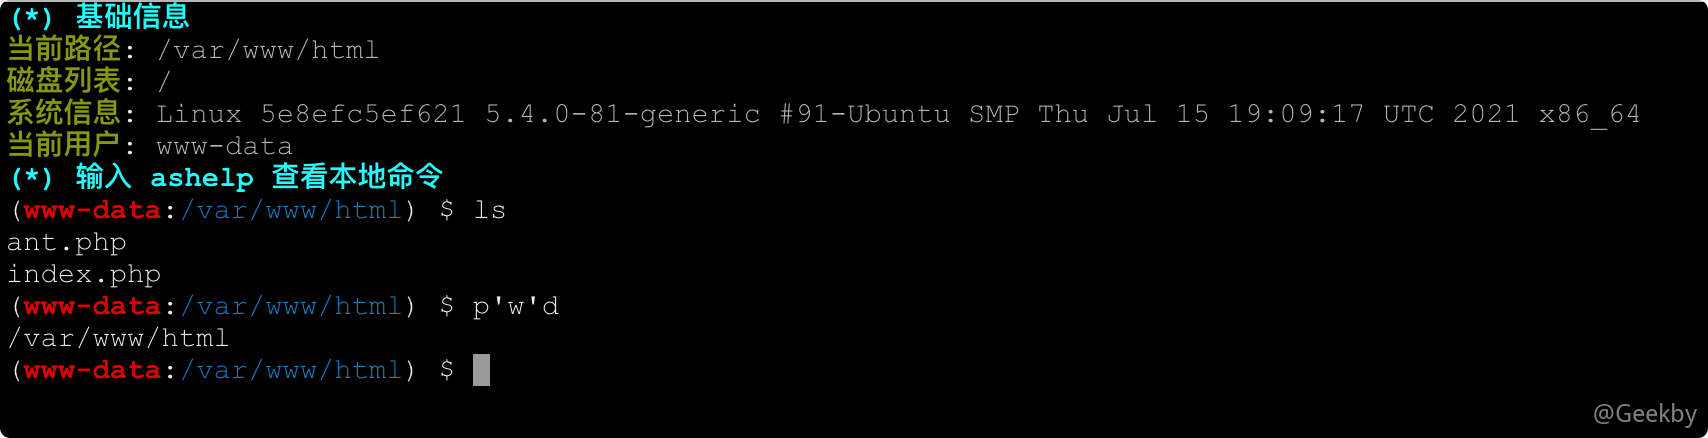 (*) 基础信息
当前路径: /var/www/html
磁盘列表: /
系统信息: Linux 5e8efc5ef621 5.4.0-81-generic #91-Ubuntu SMP Thu Jul 15 19:09:17 UTC 2021 x86_64
当前用户: www-data
(*) 输入 ashelp 查看本地命令
(www-data:/var/www/html) $ ls
ant.php
index.php
(www-data:/var/www/html) $ p'w'd
/var/www/html
(www-data:/var/www/html) $
@Geekby